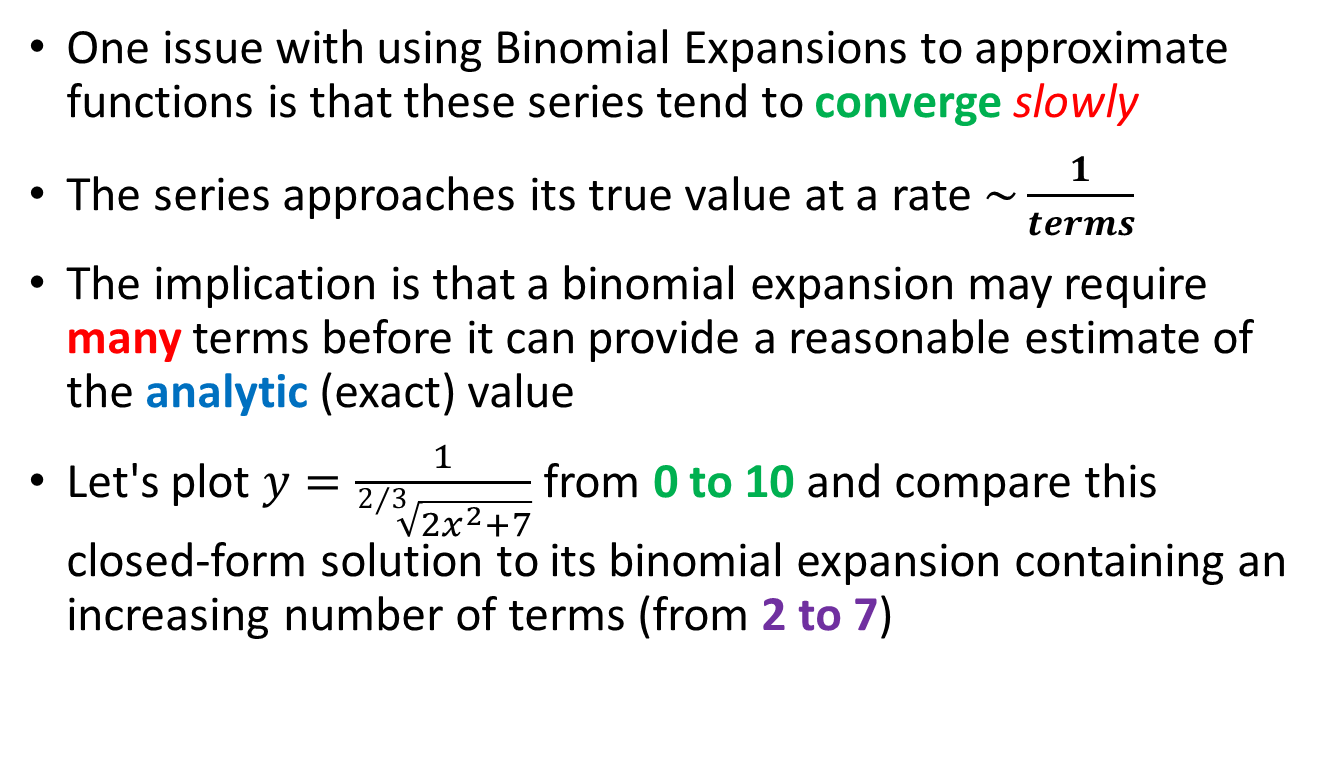 • One issue with using Binomial Expansions to approximate
functions is that these series tend to converge slowly
• The series approaches its true value at a rate ~ 1/terms
• The implication is that a binomial expansion may require
many terms before it can provide a reasonable estimate of
the analytic (exact) value
• Let's plot y = 1/\sqrt[2/3]{2x²+7} from 0 to 10 and compare this
closed-form solution to its binomial expansion containing an
increasing number of terms (from 2 to 7)